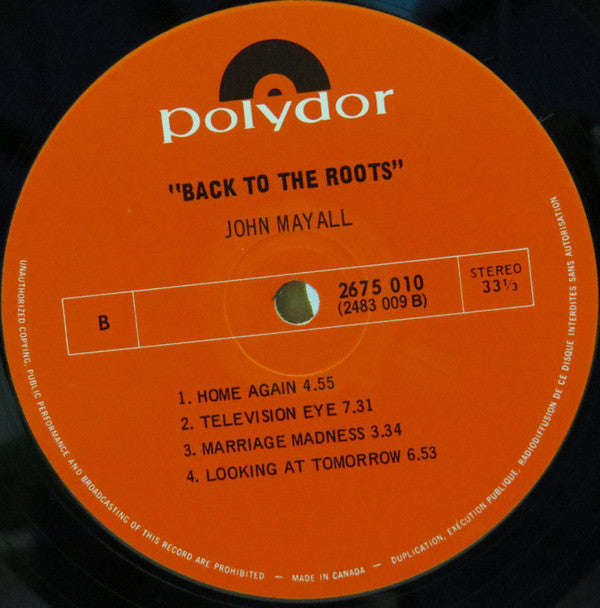 polydor
"BACK TO THE ROOTS"
JOHN MAYALL
B
2675 010
(2483 009 B)
STEREO
33 1/3
1. HOME AGAIN 4.55
2. TELEVISION EYE 7.31
3. MARRIAGE MADNESS 3.34
4. LOOKING AT TOMORROW 6.53
UNAUTHORIZED COPYING, PUBLIC PERFORMANCE AND BROADCASTING OF THIS RECORD ARE PROHIBITED — MADE IN CANADA — DUPLICATION, EXÉCUTION PUBLIQUE, RADIODIFFUSION DE CE DISQUE INTERDITES SANS AUTORISATION